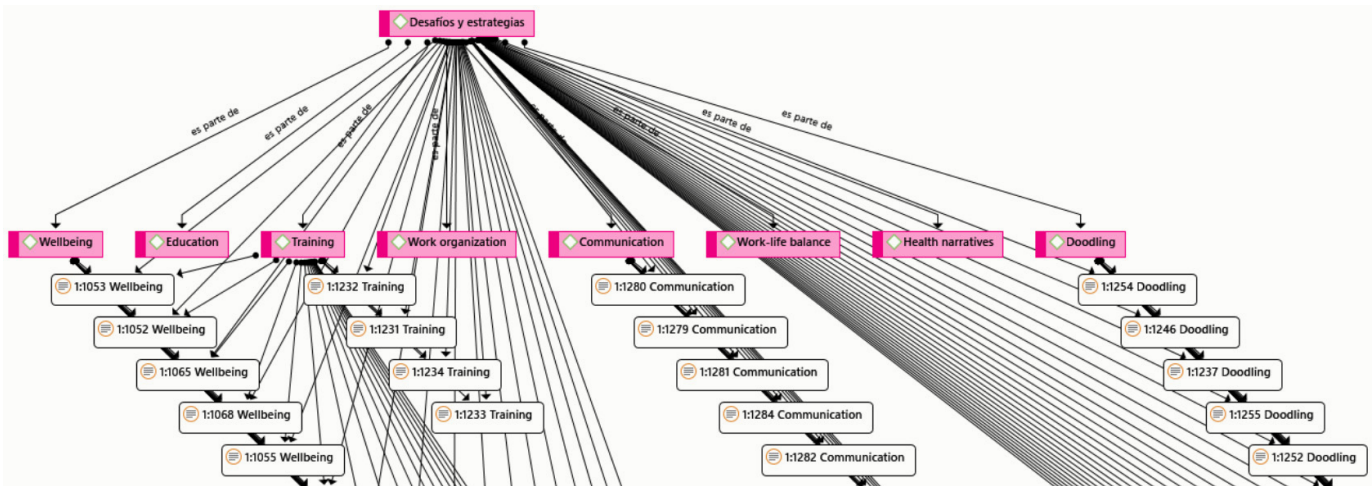 Desafíos y estrategias
es parte de
es parte de
es parte de
es parte de
es parte de
es parte de
es parte de
es parte de
Wellbeing
Education
Training
Work organization
Communication
Work-life balance
Health narratives
Doodling
1:1053 Wellbeing
1:1232 Training
1:1280 Communication
1:1254 Doodling
1:1052 Wellbeing
1:1231 Training
1:1279 Communication
1:1246 Doodling
1:1065 Wellbeing
1:1234 Training
1:1281 Communication
1:1237 Doodling
1:1068 Wellbeing
1:1233 Training
1:1284 Communication
1:1255 Doodling
1:1055 Wellbeing
1:1282 Communication
1:1252 Doodling